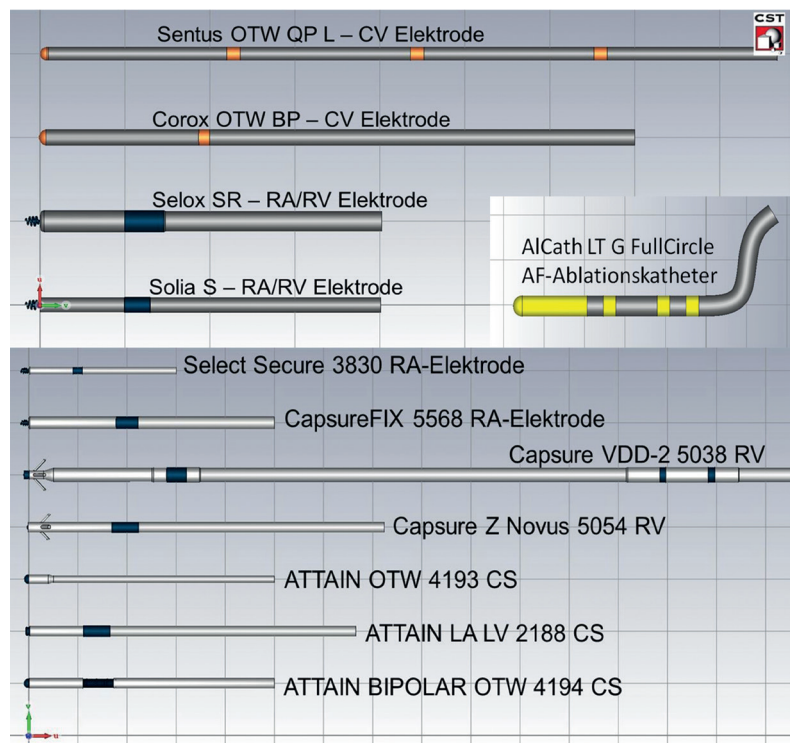 CST
Sentus OTW QP L – CV Elektrode
Corox OTW BP – CV Elektrode
Selox SR – RA/RV Elektrode
AlCath LT G FullCircle
AF-Ablationskatheter
Solia S – RA/RV Elektrode
u
v
Select Secure 3830 RA-Elektrode
CapsureFIX 5568 RA-Elektrode
Capsure VDD-2 5038 RV
Capsure Z Novus 5054 RV
ATTAIN OTW 4193 CS
ATTAIN LA LV 2188 CS
ATTAIN BIPOLAR OTW 4194 CS
v
u